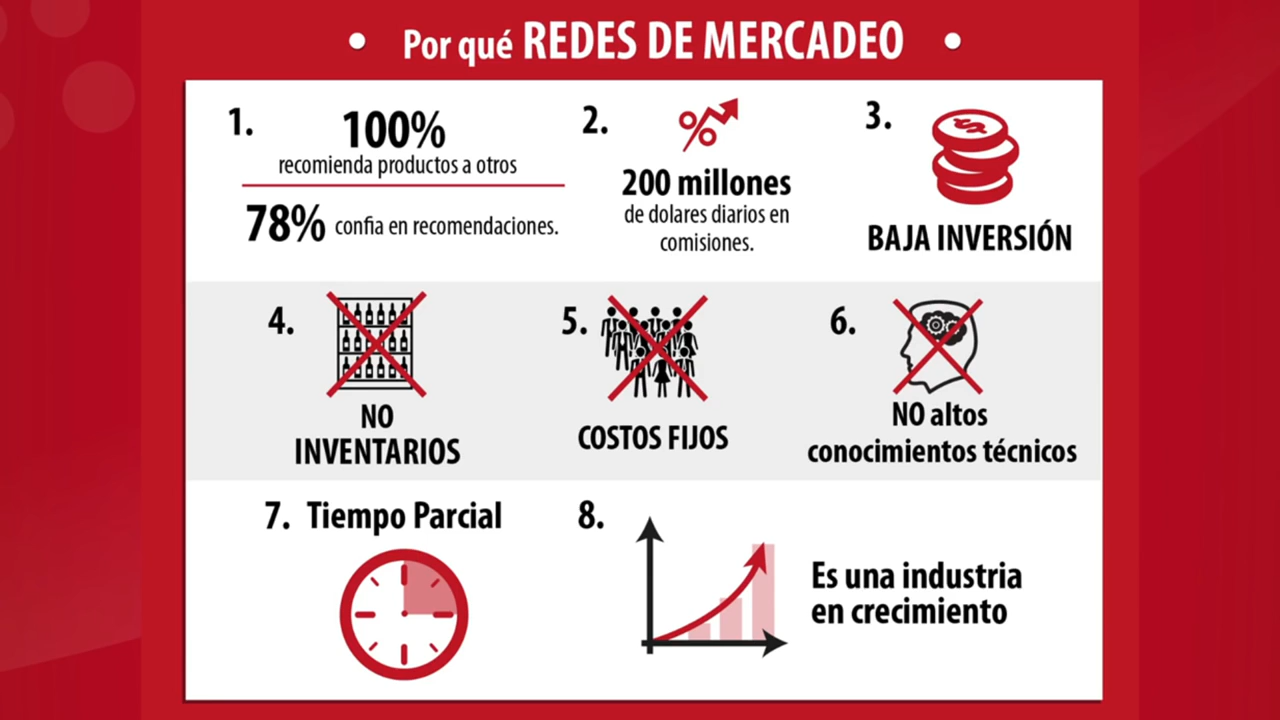 • Por qué REDES DE MERCADEO •
1.
100%
recomienda productos a otros
78% confia en recomendaciones.
2.
200 millones
de dolares diarios en
comisiones.
3.
BAJA INVERSIÓN
4.
NO
INVENTARIOS
5.
COSTOS FIJOS
6.
NO altos
conocimientos técnicos
7. Tiempo Parcial
8.
Es una industria
en crecimiento